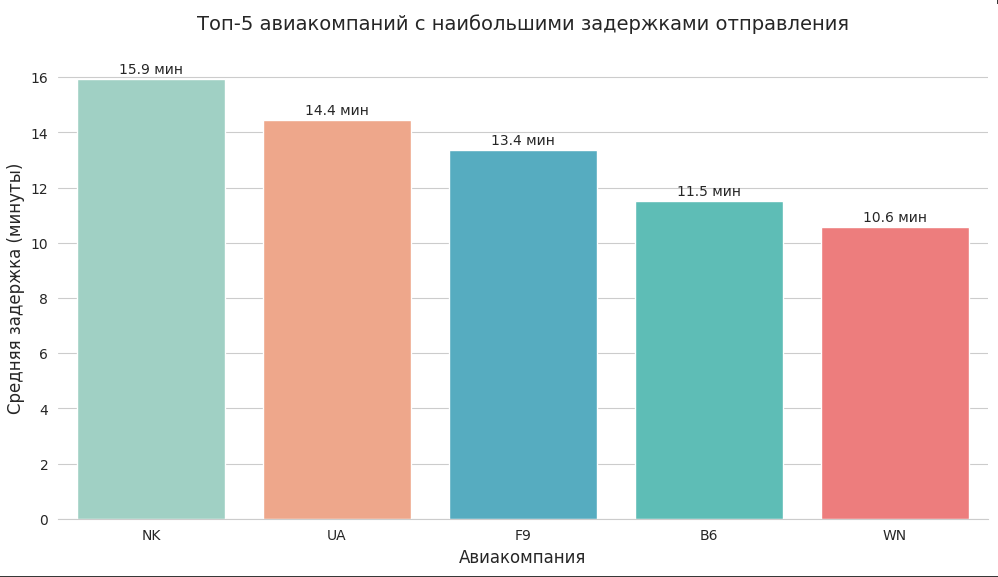 Топ-5 авиакомпаний с наибольшими задержками отправления
Средняя задержка (минуты)
16
14
12
10
8
6
4
2
0
15.9 мин
14.4 мин
13.4 мин
11.5 мин
10.6 мин
NK
UA
F9
B6
WN
Авиакомпания